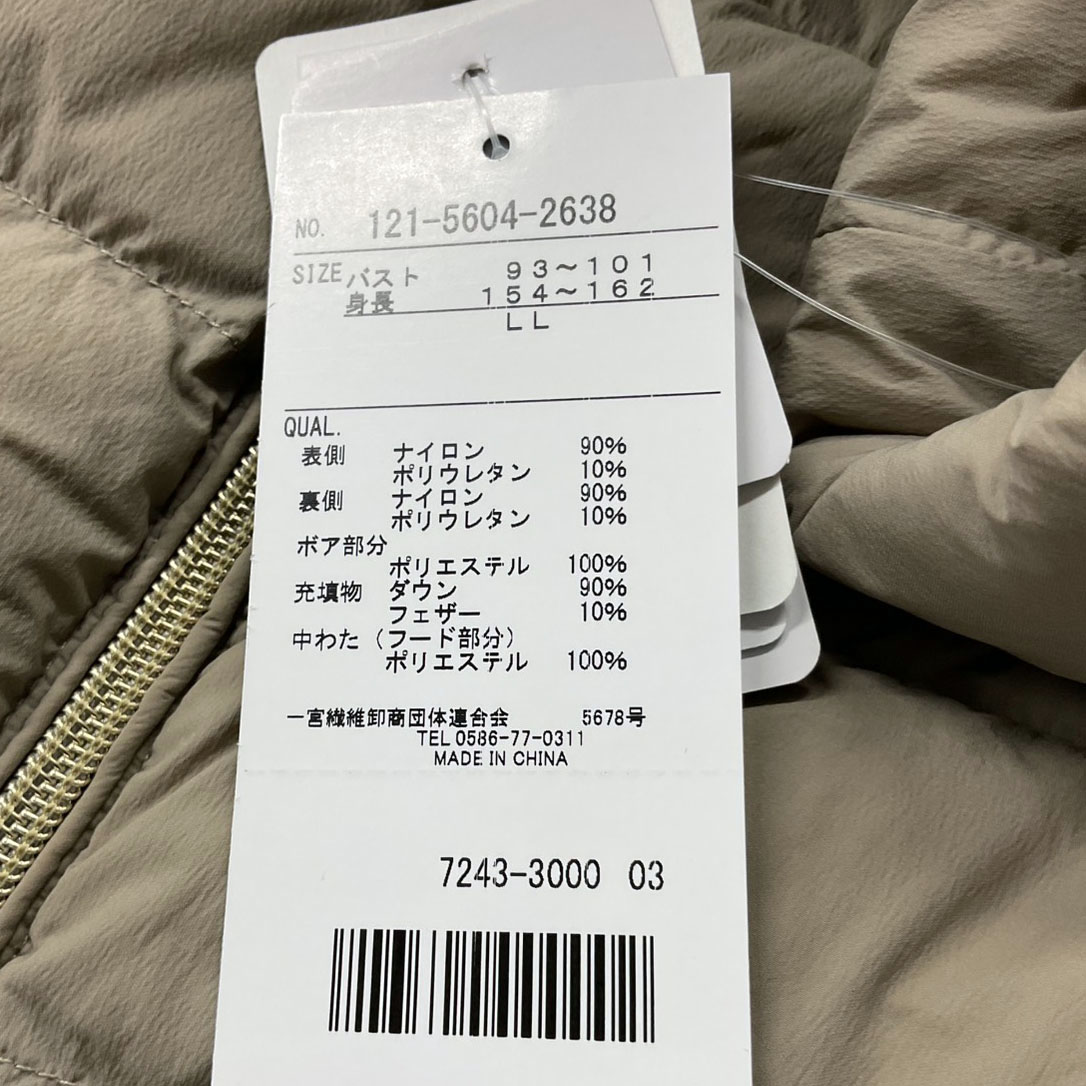 NO. 121-5604-2638
SIZE バスト 93～101
身長 154～162
LL
QUAL.
表側 ナイロン 90%
ポリウレタン 10%
裏側 ナイロン 90%
ポリウレタン 10%
ボア部分
ポリエステル 100%
充填物 ダウン 90%
フェザー 10%
中わた（フード部分）
ポリエステル 100%
一宮繊維卸商団体連合会 5678号
TEL 0586-77-0311
MADE IN CHINA
7243-3000 03